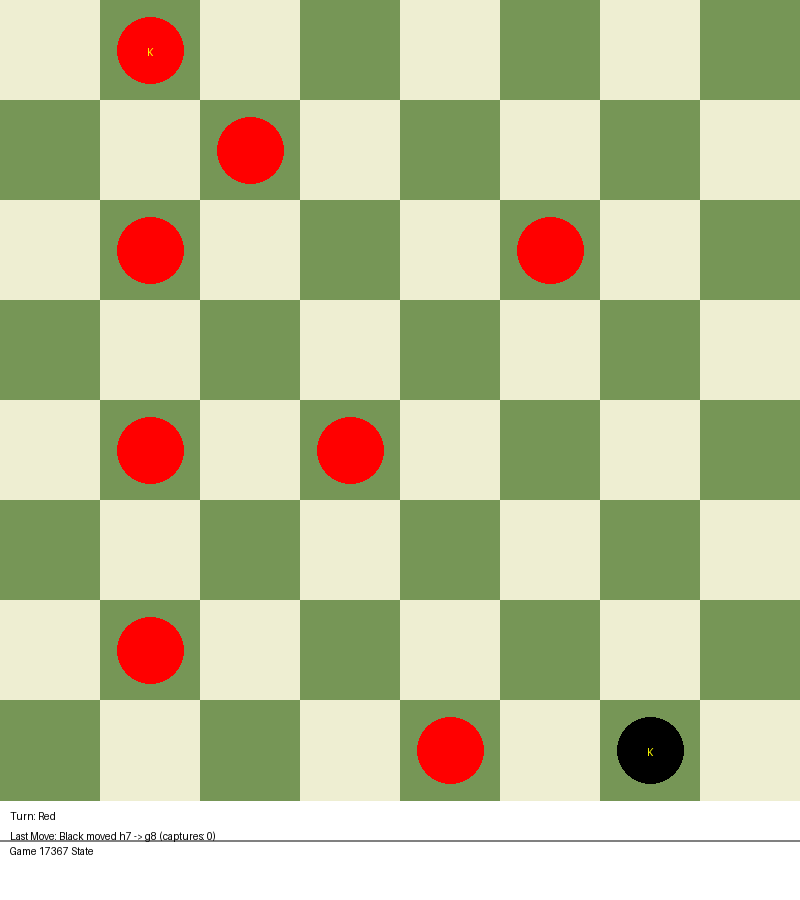 K
K
Turn: Red
Last Move: Black moved h7 -> g8 (captures: 0)
Game 17367 State